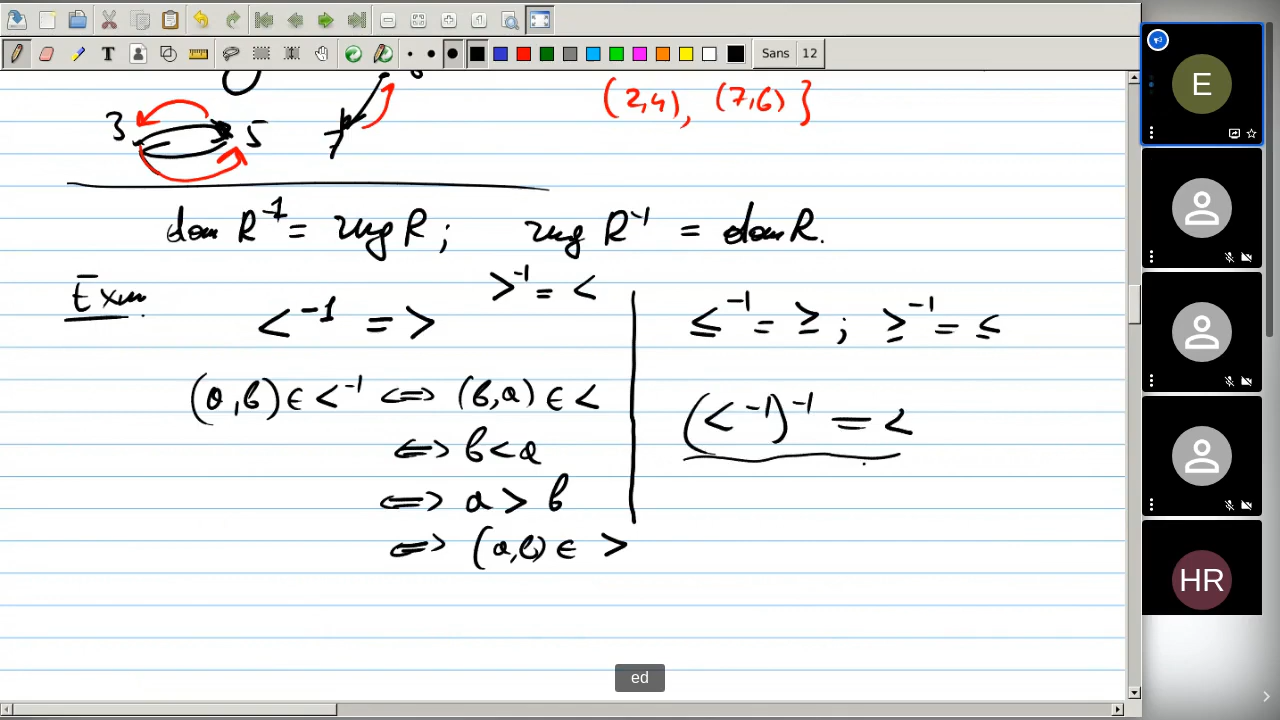 Sans 12
(2,4), (7,6)}
3 5 7
dom R⁻¹ = rng R; rng R⁻¹ = dom R.
Exm.
>⁻¹ = <
<⁻¹ = >
≤⁻¹ = ≥; ≥⁻¹ = ≤
(a,b) ∈ <⁻¹ ⟺ (b,a) ∈ <
⟺ b < a
⟺ a > b
⟺ (a,b) ∈ >
(<⁻¹)⁻¹ = <
ed
E
HR